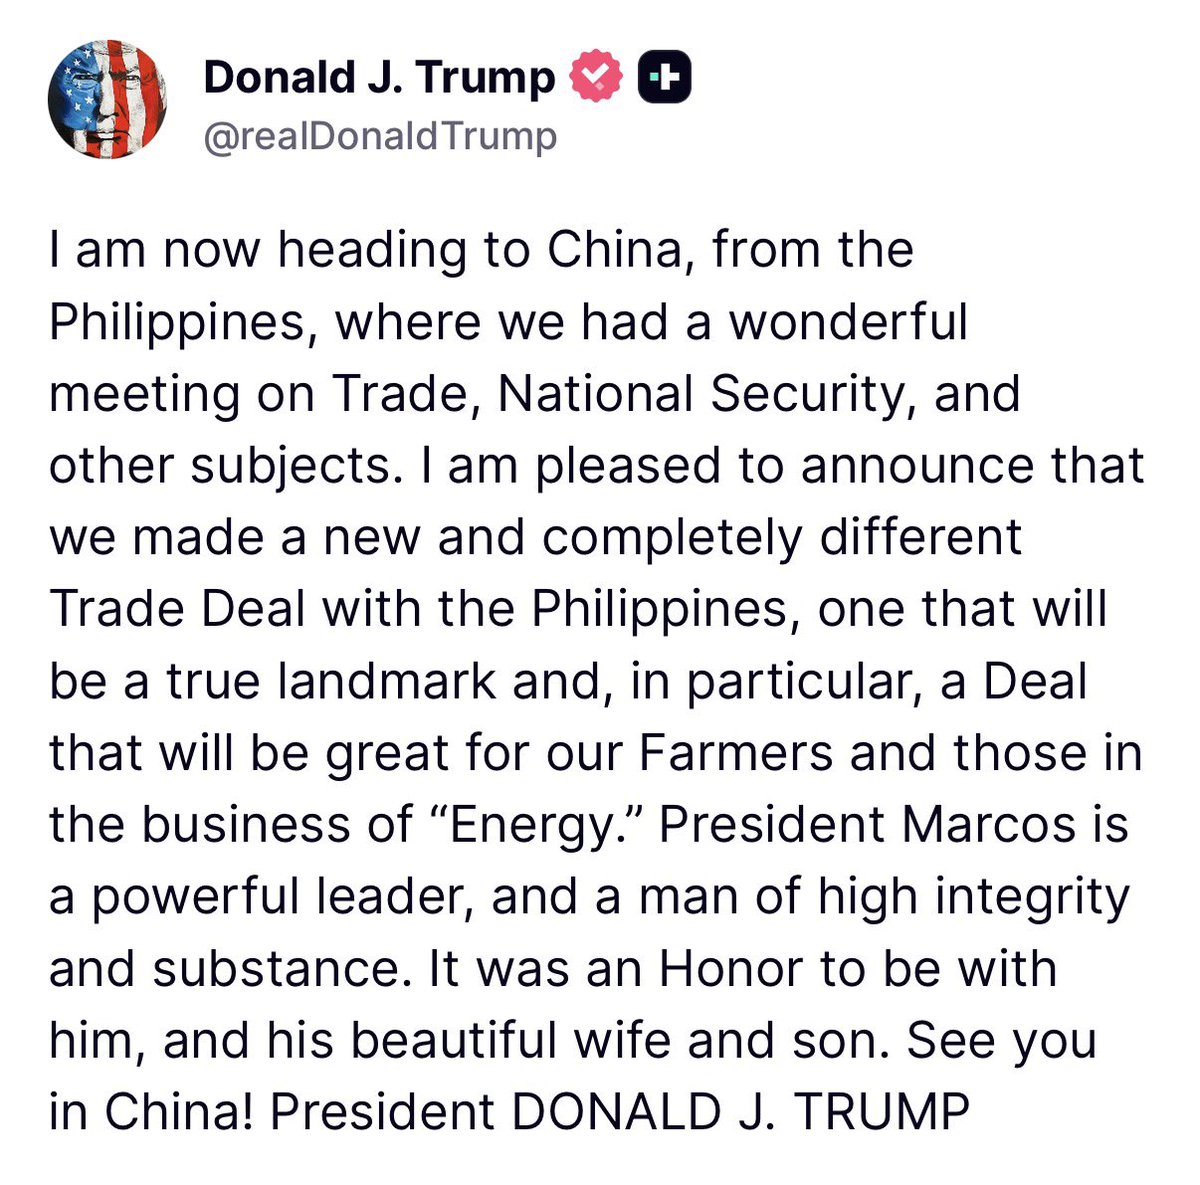 Donald J. Trump
@realDonaldTrump
I am now heading to China, from the
Philippines, where we had a wonderful
meeting on Trade, National Security, and
other subjects. I am pleased to announce that
we made a new and completely different
Trade Deal with the Philippines, one that will
be a true landmark and, in particular, a Deal
that will be great for our Farmers and those in
the business of “Energy.” President Marcos is
a powerful leader, and a man of high integrity
and substance. It was an Honor to be with
him, and his beautiful wife and son. See you
in China! President DONALD J. TRUMP